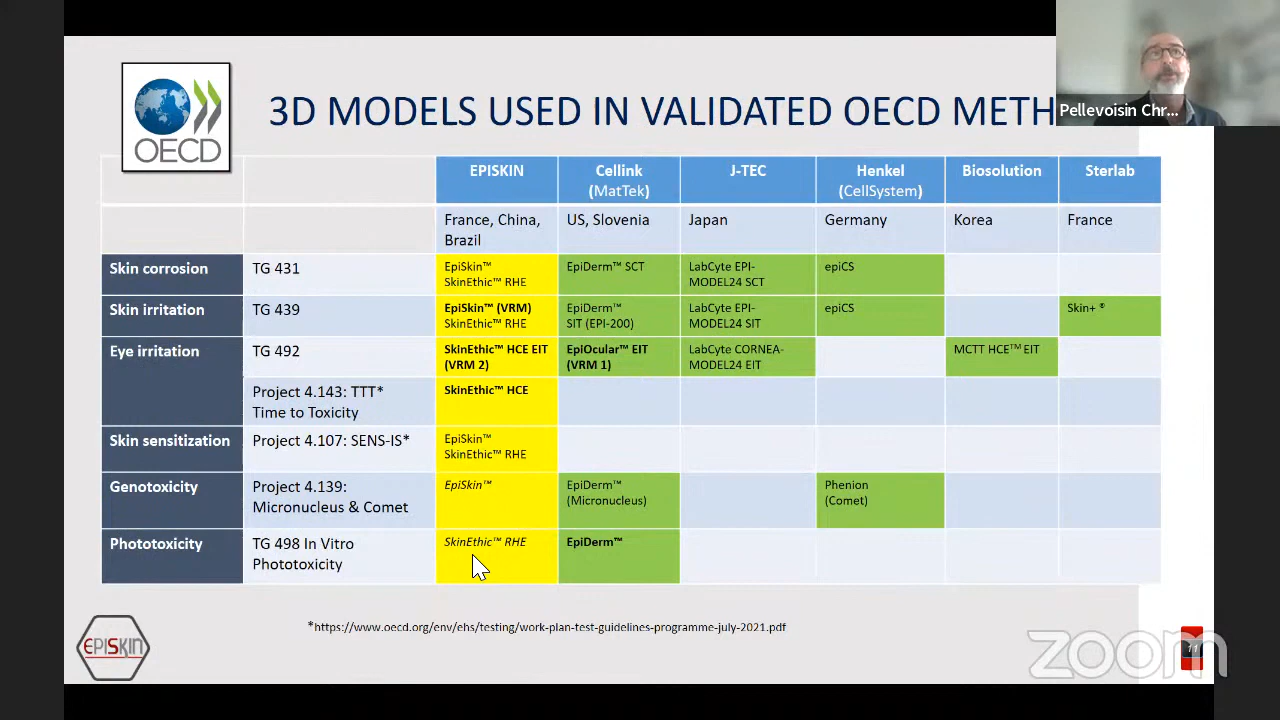 Pellevoisin Chr...
OECD
3D MODELS USED IN VALIDATED OECD METH
EPISKIN
Cellink
(MatTek)
J-TEC
Henkel
(CellSystem)
Biosolution
Sterlab
France, China,
Brazil
US, Slovenia
Japan
Germany
Korea
France
Skin corrosion
TG 431
EpiSkin™
SkinEthic™ RHE
EpiDerm™ SCT
LabCyte EPI-
MODEL24 SCT
epiCS
Skin irritation
TG 439
EpiSkin™ (VRM)
SkinEthic™ RHE
EpiDerm™
SIT (EPI-200)
LabCyte EPI-
MODEL24 SIT
epiCS
Skin+ ®
Eye irritation
TG 492
SkinEthic™ HCE EIT
(VRM 2)
EpiOcular™ EIT
(VRM 1)
LabCyte CORNEA-
MODEL24 EIT
MCTT HCE™ EIT
Project 4.143: TTT*
Time to Toxicity
SkinEthic™ HCE
Skin sensitization
Project 4.107: SENS-IS*
EpiSkin™
SkinEthic™ RHE
Genotoxicity
Project 4.139:
Micronucleus & Comet
EpiSkin™
EpiDerm™
(Micronucleus)
Phenion
(Comet)
Phototoxicity
TG 498 In Vitro
Phototoxicity
SkinEthic™ RHE
EpiDerm™
*https://www.oecd.org/env/ehs/testing/work-plan-test-guidelines-programme-july-2021.pdf
EPISKIN
11
zoom